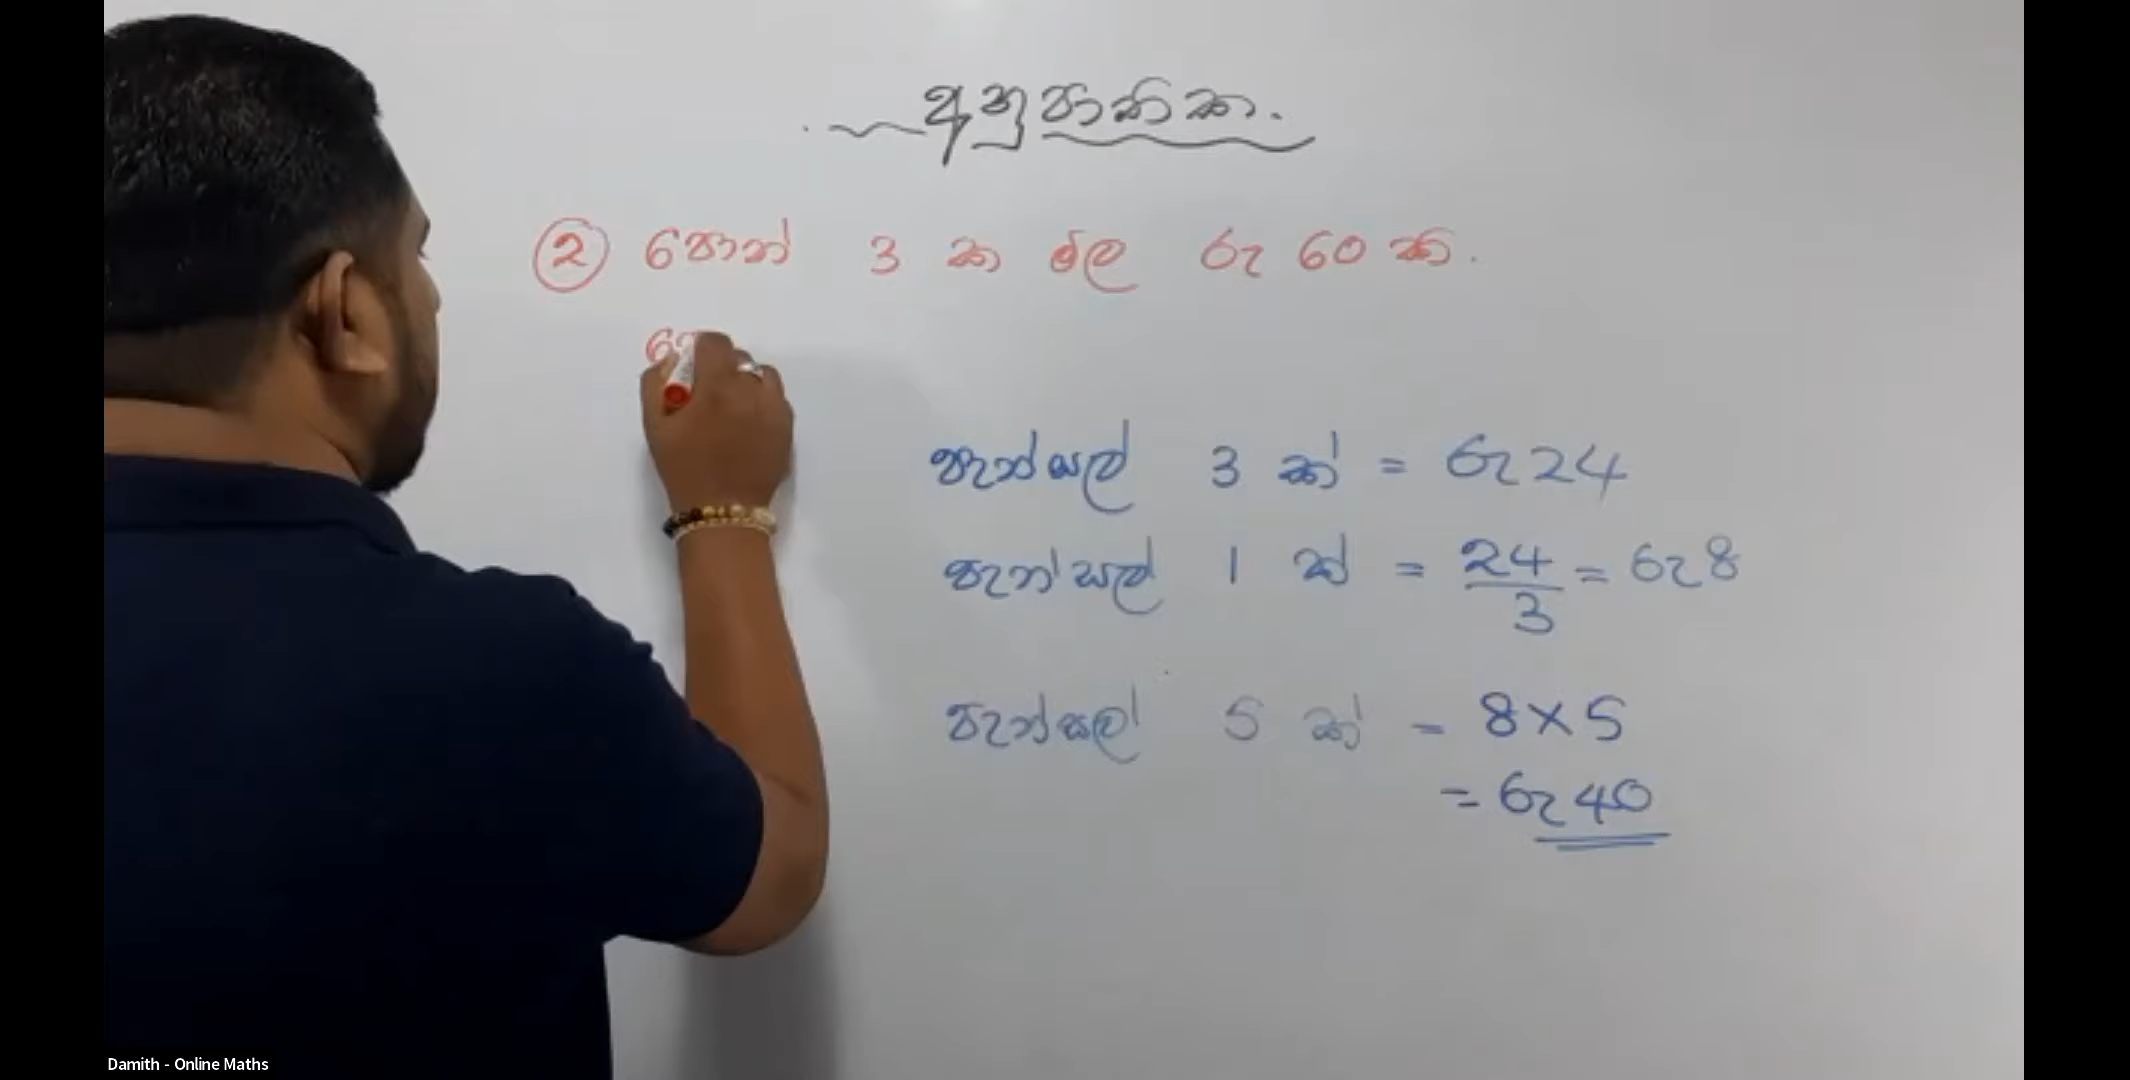 අනුපාතික.
② පොත් 3 ක මිල රු 60 කි.
පැන්සල් 3 ක් = රු 24
පැන්සල් 1 ක් = 24/3 = රු 8
පැන්සල් 5 ක් = 8 × 5
= රු 40
Damith - Online Maths